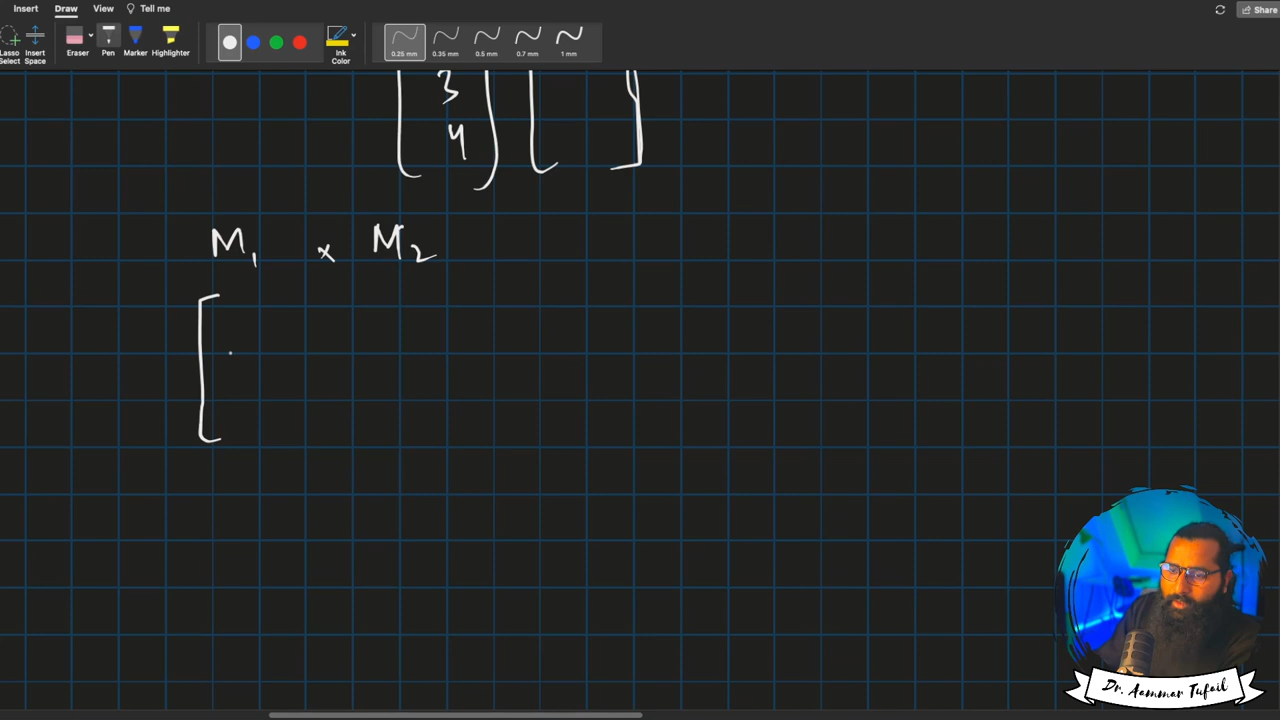 Insert Draw View Tell me Share
Lasso Select Insert Space Eraser Pen Marker Highlighter Ink Color 0.25 mm 0.35 mm 0.5 mm 0.7 mm 1 mm
3
4
M₁ × M₂
Dr. Aammar Tufail